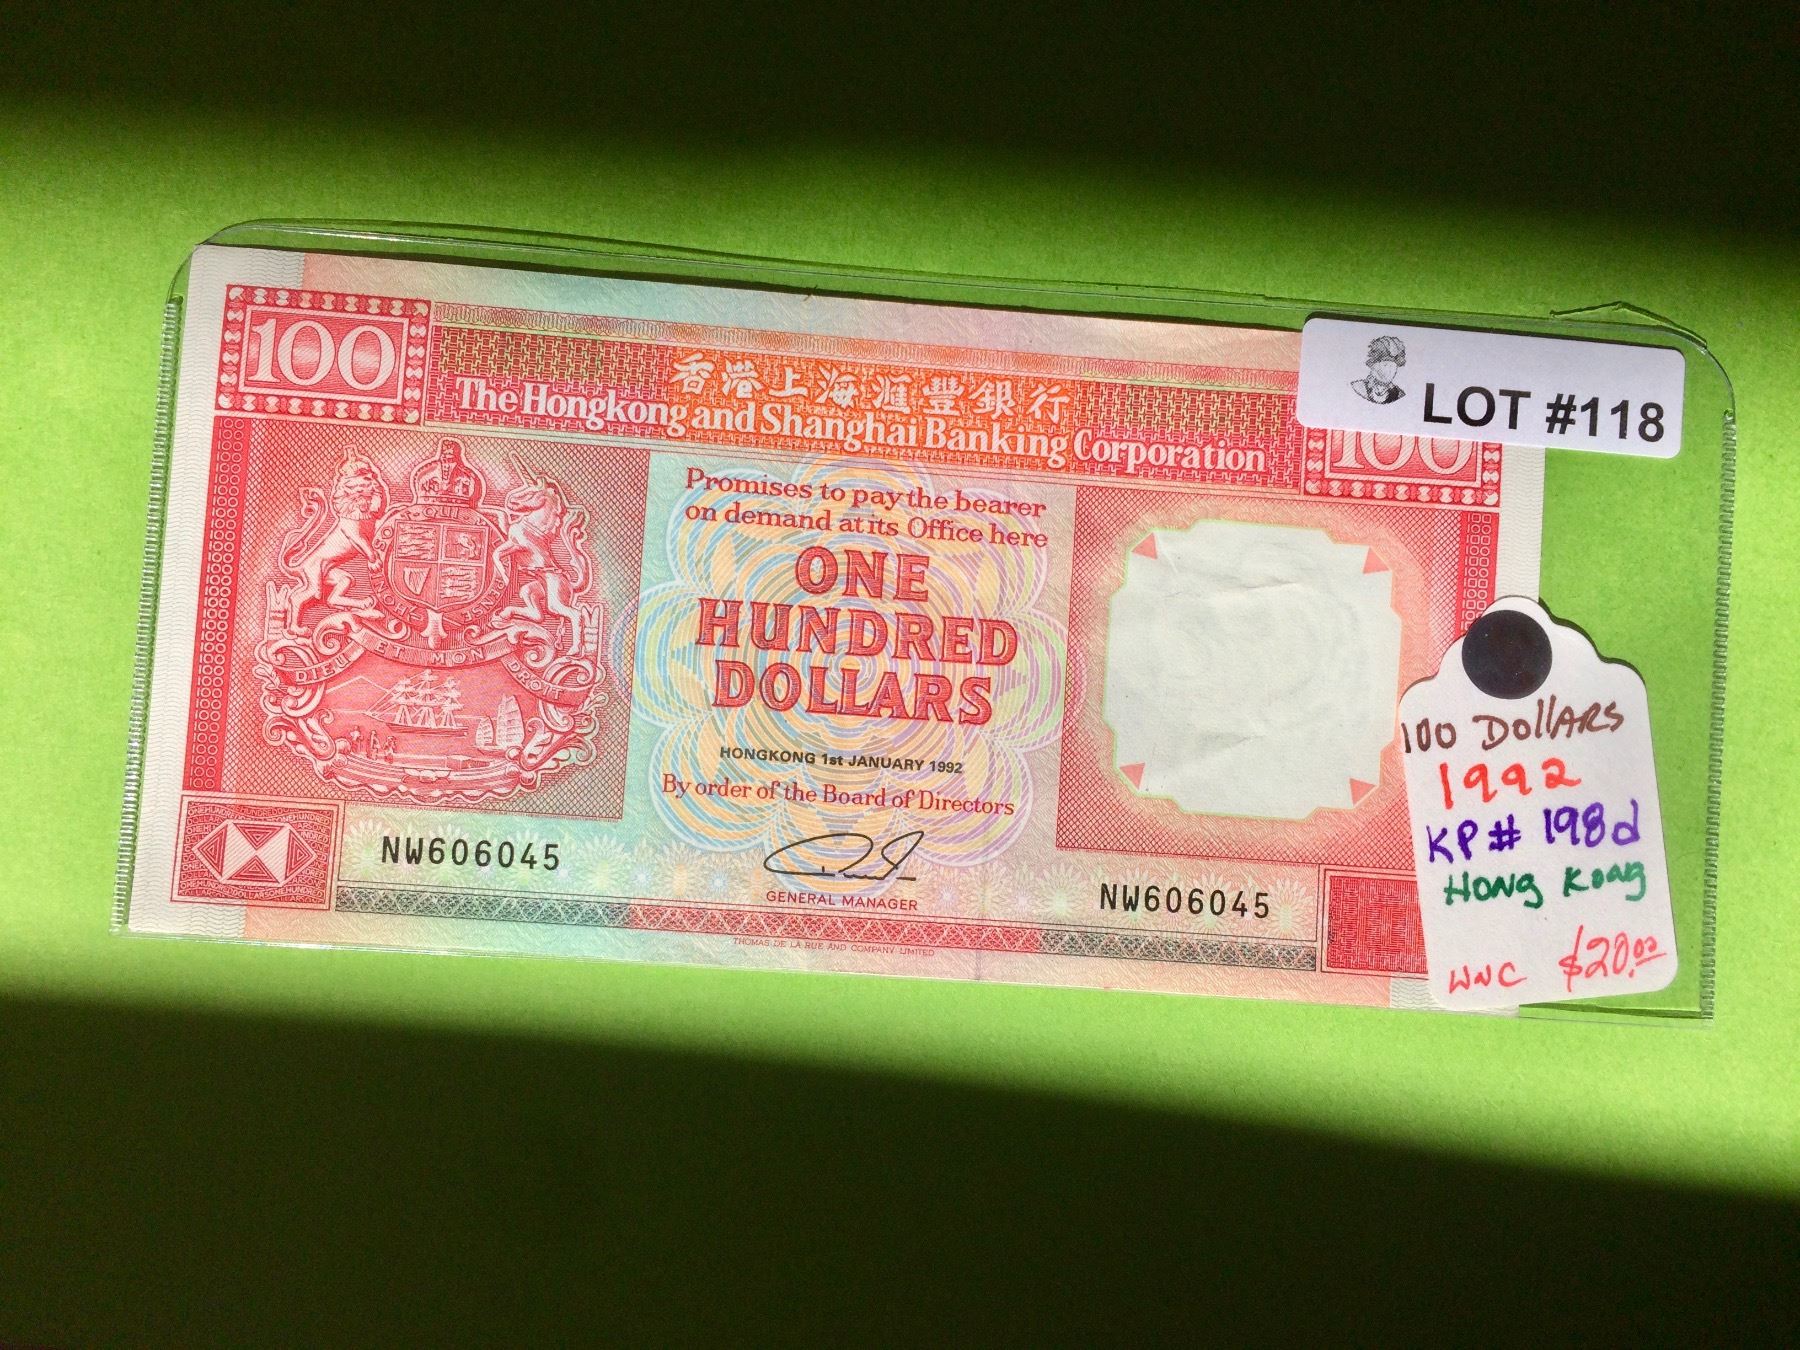 100
香港上海滙豐銀行
The Hongkong and Shanghai Banking Corporation
100
LOT #118
Promises to pay the bearer
on demand at its Office here
ONE
HUNDRED
DOLLARS
HONGKONG 1st JANUARY 1992
By order of the Board of Directors
GENERAL MANAGER
DIEU ET MON DROIT
NW606045
NW606045
THOMAS DE LA RUE AND COMPANY LIMITED
100 DollARS
1992
KP# 198d
HONg KONg
WNC $20.00